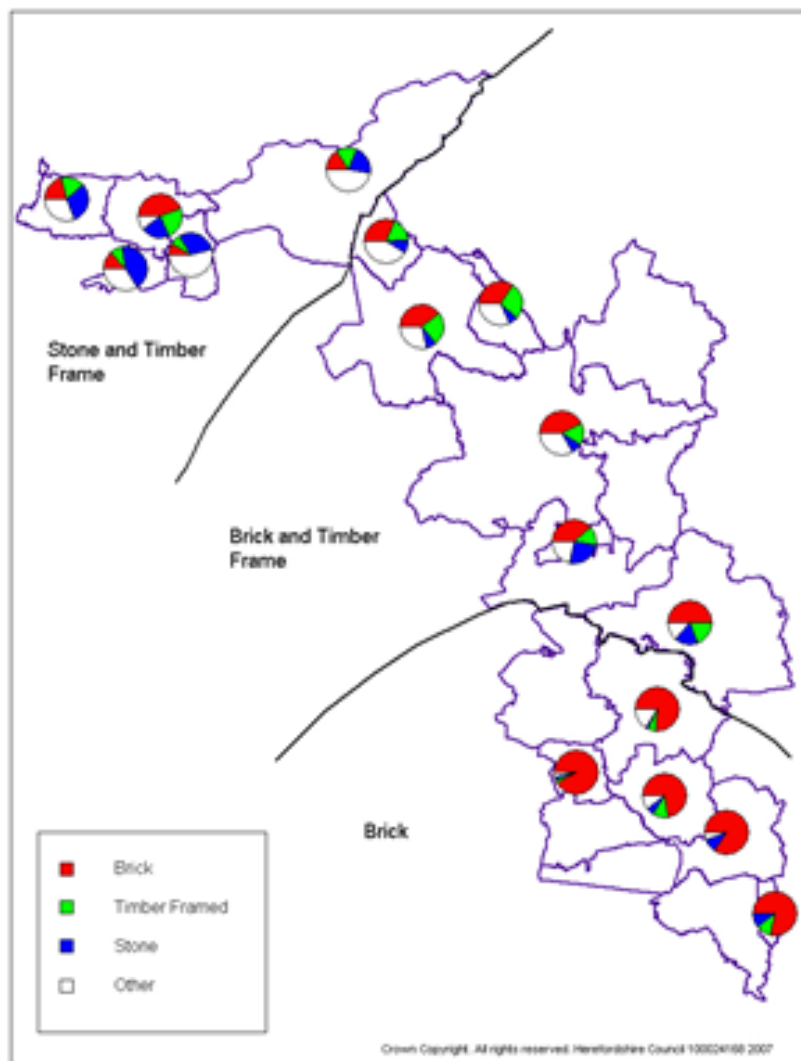 Stone and Timber
Frame
Brick and Timber
Frame
Brick
Brick
Timber Framed
Stone
Other
Crown Copyright. All rights reserved. Herefordshire Council 100024168 2007